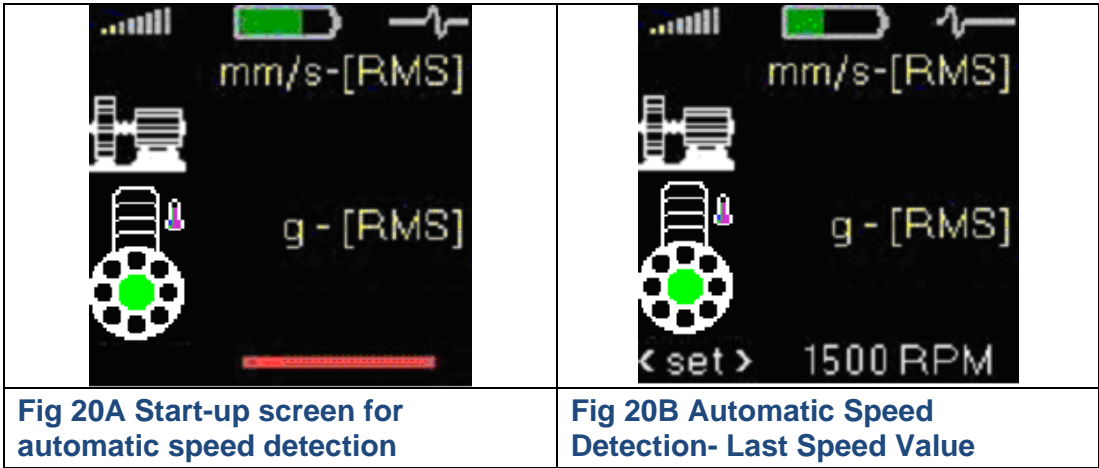 mm/s-[RMS]
g - [RMS]
Fig 20A Start-up screen for
automatic speed detection
mm/s-[RMS]
g - [RMS]
< set > 1500 RPM
Fig 20B Automatic Speed
Detection- Last Speed Value